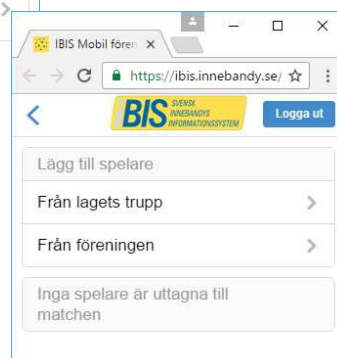 IBIS Mobil fören
https://ibis.innebandy.se/
BIS SVENSK
INNEBANDYS
INFORMATIONSSYSTEM
Logga ut
Lägg till spelare
Från lagets trupp
Från föreningen
Inga spelare är uttagna till
matchen